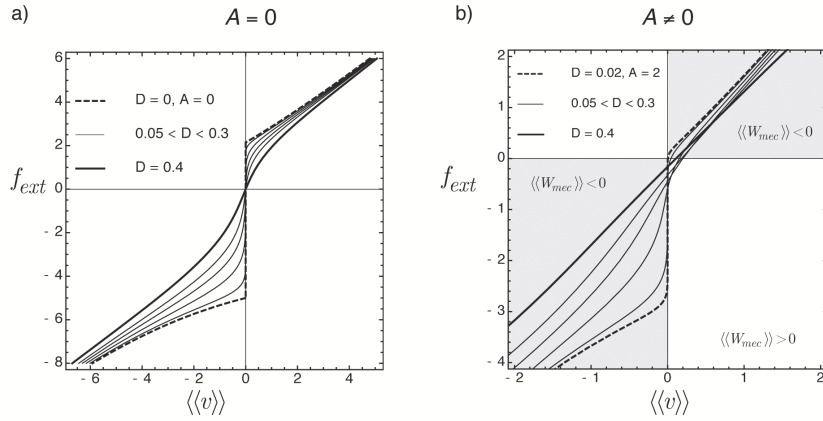 a)
A = 0
6
4
2
0
- 2
- 4
- 6
- 8
f_ext
D = 0, A = 0
0.05 < D < 0.3
D = 0.4
- 6
- 4
- 2
0
2
4
⟨⟨v⟩⟩
b)
A ≠ 0
2
1
0
- 1
- 2
- 3
- 4
f_ext
D = 0.02, A = 2
0.05 < D < 0.3
D = 0.4
⟨⟨W_mec⟩⟩ < 0
⟨⟨W_mec⟩⟩ < 0
⟨⟨W_mec⟩⟩ > 0
- 2
- 1
0
1
2
⟨⟨v⟩⟩